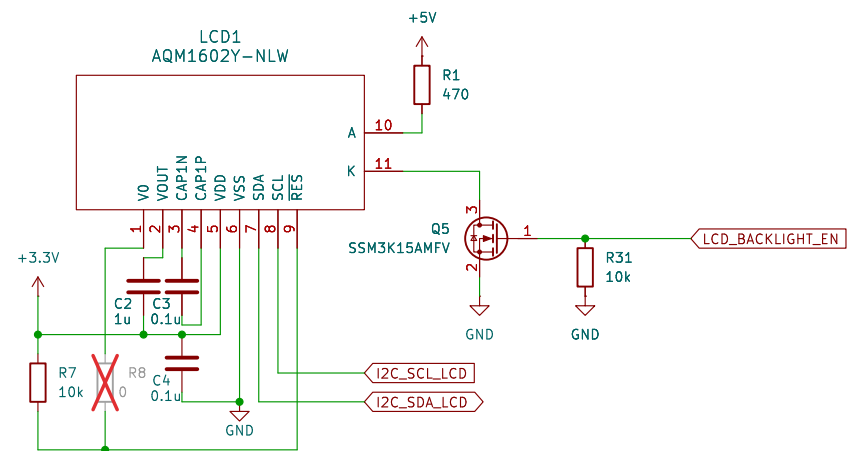 +5V
LCD1
AQM1602Y-NLW
R1
470
A
10
K
11
V0
VOUT
CAP1N
CAP1P
VDD
VSS
SDA
SCL
RES
1
2
3
4
5
6
7
8
9
3
Q5
SSM3K15AMFV
1
2
LCD_BACKLIGHT_EN
R31
10k
GND
GND
+3.3V
C2
1u
C3
0.1u
R7
10k
R8
0
C4
0.1u
GND
I2C_SCL_LCD
I2C_SDA_LCD